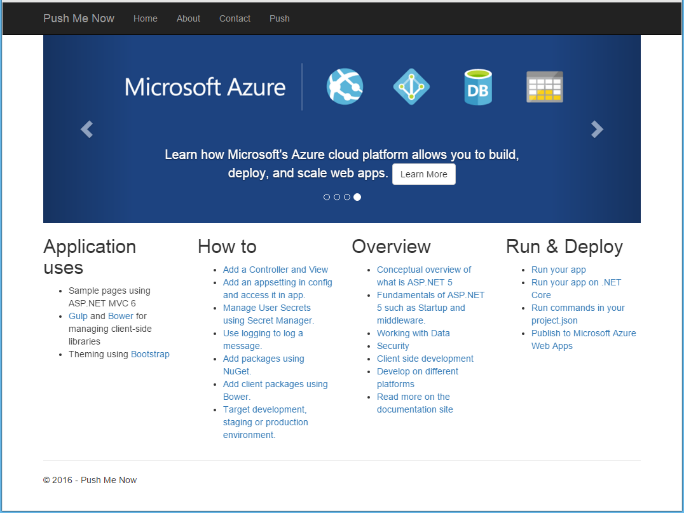 Push Me Now Home About Contact Push
Microsoft Azure
DB
Learn how Microsoft's Azure cloud platform allows you to build,
deploy, and scale web apps. Learn More
Application
uses
Sample pages using
ASP.NET MVC 6
Gulp and Bower for
managing client-side
libraries
Theming using Bootstrap
How to
Add a Controller and View
Add an appsetting in config
and access it in app.
Manage User Secrets
using Secret Manager.
Use logging to log a
message.
Add packages using
NuGet.
Add client packages using
Bower.
Target development,
staging or production
environment.
Overview
Conceptual overview of
what is ASP.NET 5
Fundamentals of ASP.NET
5 such as Startup and
middleware.
Working with Data
Security
Client side development
Develop on different
platforms
Read more on the
documentation site
Run & Deploy
Run your app
Run your app on .NET
Core
Run commands in your
project.json
Publish to Microsoft Azure
Web Apps
© 2016 - Push Me Now